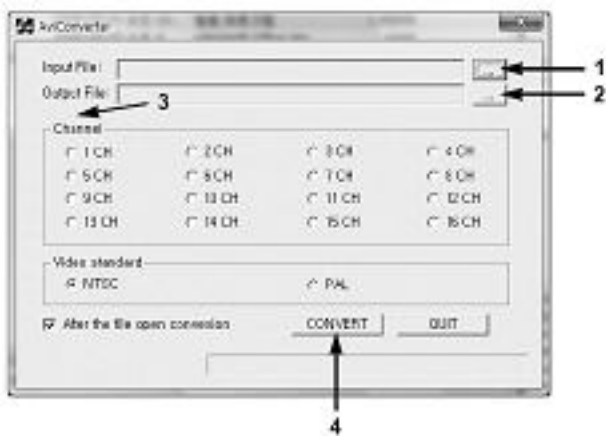 AviConverter
Input File: 1
Output File: 2
3
Channel
1 CH 2 CH 3 CH 4 CH
5 CH 6 CH 7 CH 8 CH
9 CH 10 CH 11 CH 12 CH
13 CH 14 CH 15 CH 16 CH
Video standard
NTSC PAL
After the file open conversion CONVERT QUIT
4